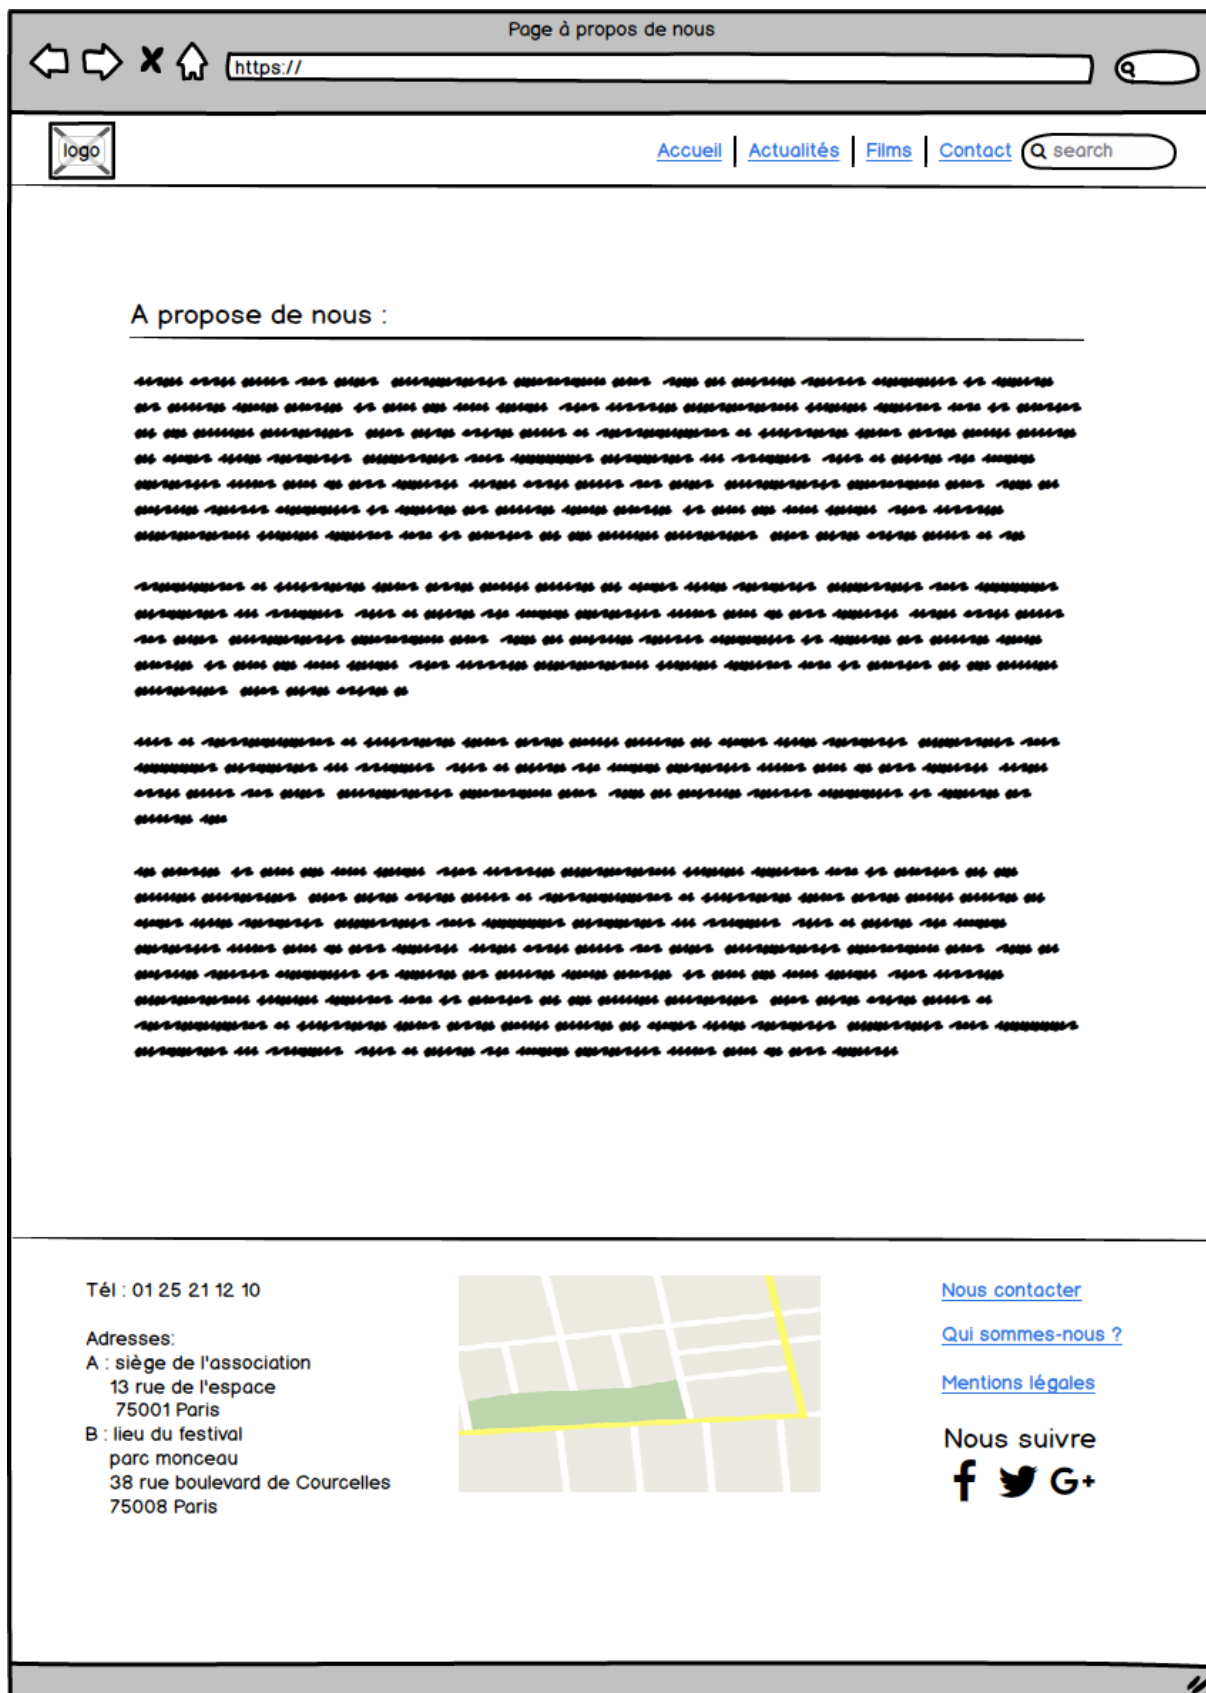 Page à propos de nous
https://
logo
Accueil
Actualités
Films
Contact
search
A propose de nous :
Tél : 01 25 21 12 10
Adresses:
A : siège de l'association
13 rue de l'espace
75001 Paris
B : lieu du festival
parc monceau
38 rue boulevard de Courcelles
75008 Paris
Nous contacter
Qui sommes-nous ?
Mentions légales
Nous suivre
G+